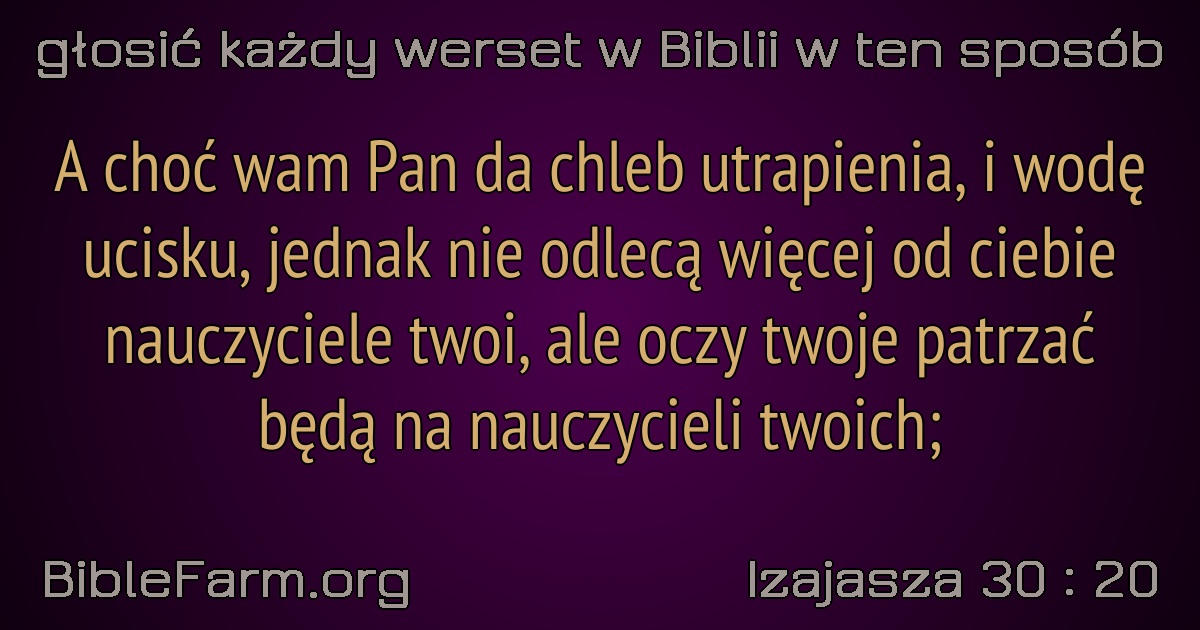 głosić każdy werset w Biblii w ten sposób
A choć wam Pan da chleb utrapienia, i wodę
ucisku, jednak nie odlecą więcej od ciebie
nauczyciele twoi, ale oczy twoje patrzać
będą na nauczycieli twoich;
BibleFarm.org
Izajasza 30 : 20